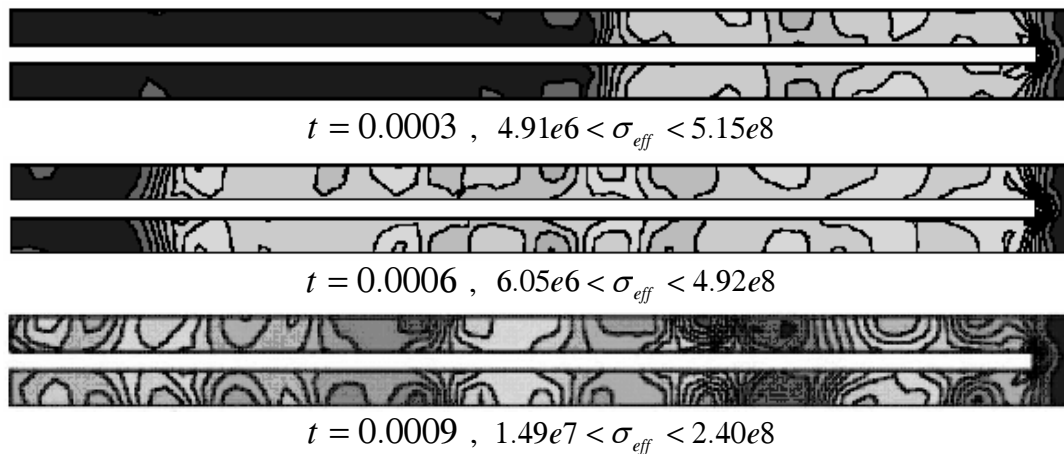 t = 0.0003 , 4.91e6 < σ_eff < 5.15e8
t = 0.0006 , 6.05e6 < σ_eff < 4.92e8
t = 0.0009 , 1.49e7 < σ_eff < 2.40e8